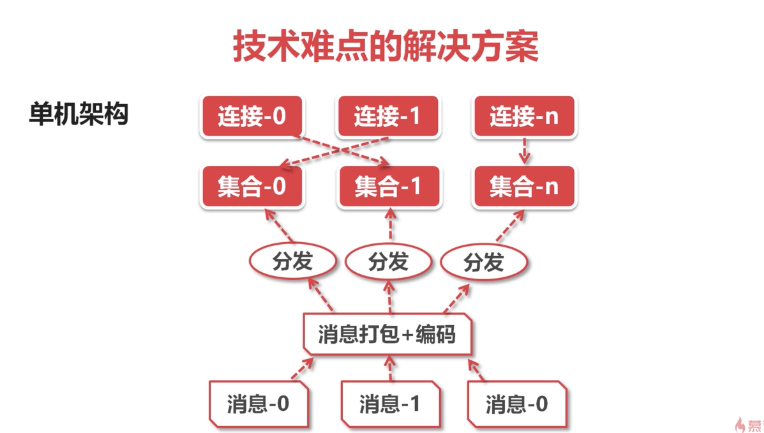 技术难点的解决方案
单机架构
连接-0 连接-1 连接-n
集合-0 集合-1 集合-n
分发 分发 分发
消息打包+编码
消息-0 消息-1 消息-0
慕